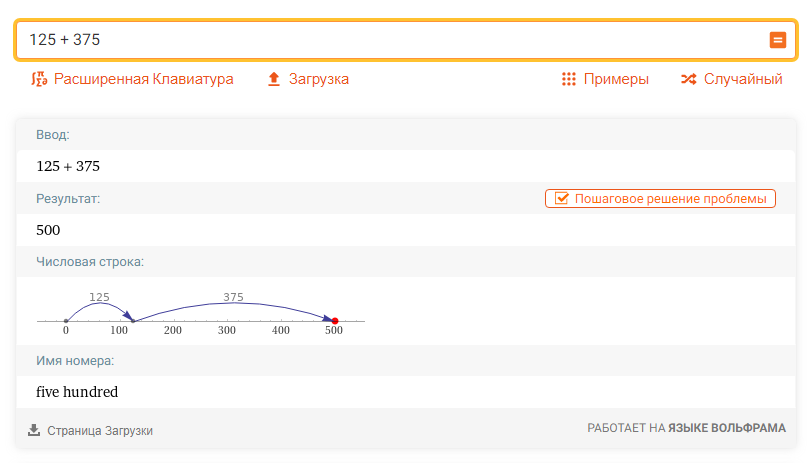 125 + 375
Расширенная Клавиатура Загрузка Примеры Случайный
Ввод:
125 + 375
Результат: Пошаговое решение проблемы
500
Числовая строка:
125 375
0 100 200 300 400 500
Имя номера:
five hundred
Страница Загрузки РАБОТАЕТ НА ЯЗЫКЕ ВОЛЬФРАМА